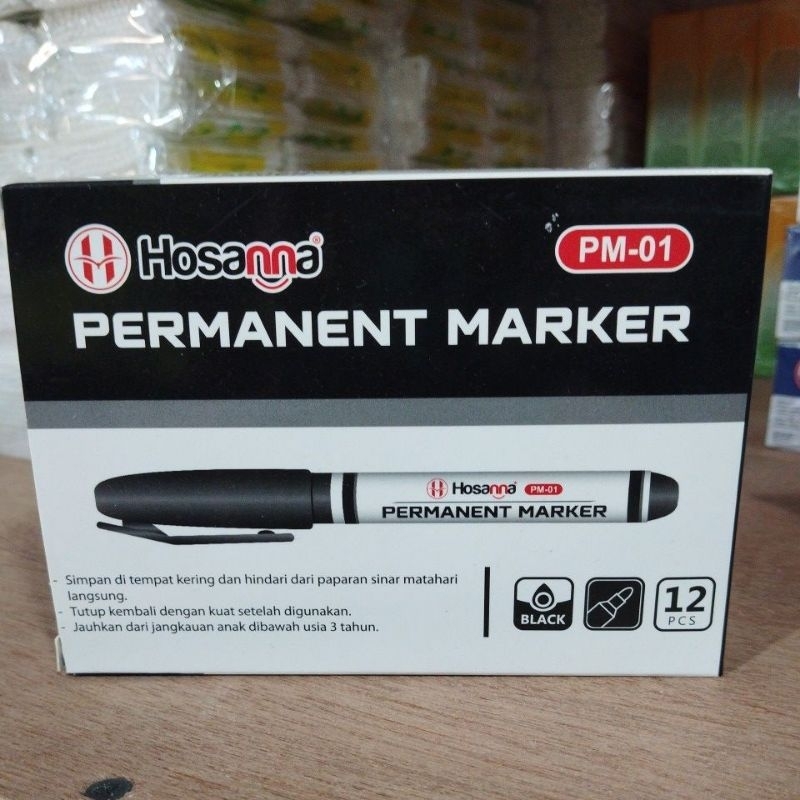 Hosanna®
PM-01
PERMANENT MARKER
Hosanna PM-01
PERMANENT MARKER
- Simpan di tempat kering dan hindari dari paparan sinar matahari
langsung.
- Tutup kembali dengan kuat setelah digunakan.
- Jauhkan dari jangkauan anak dibawah usia 3 tahun.
BLACK
12
PCS